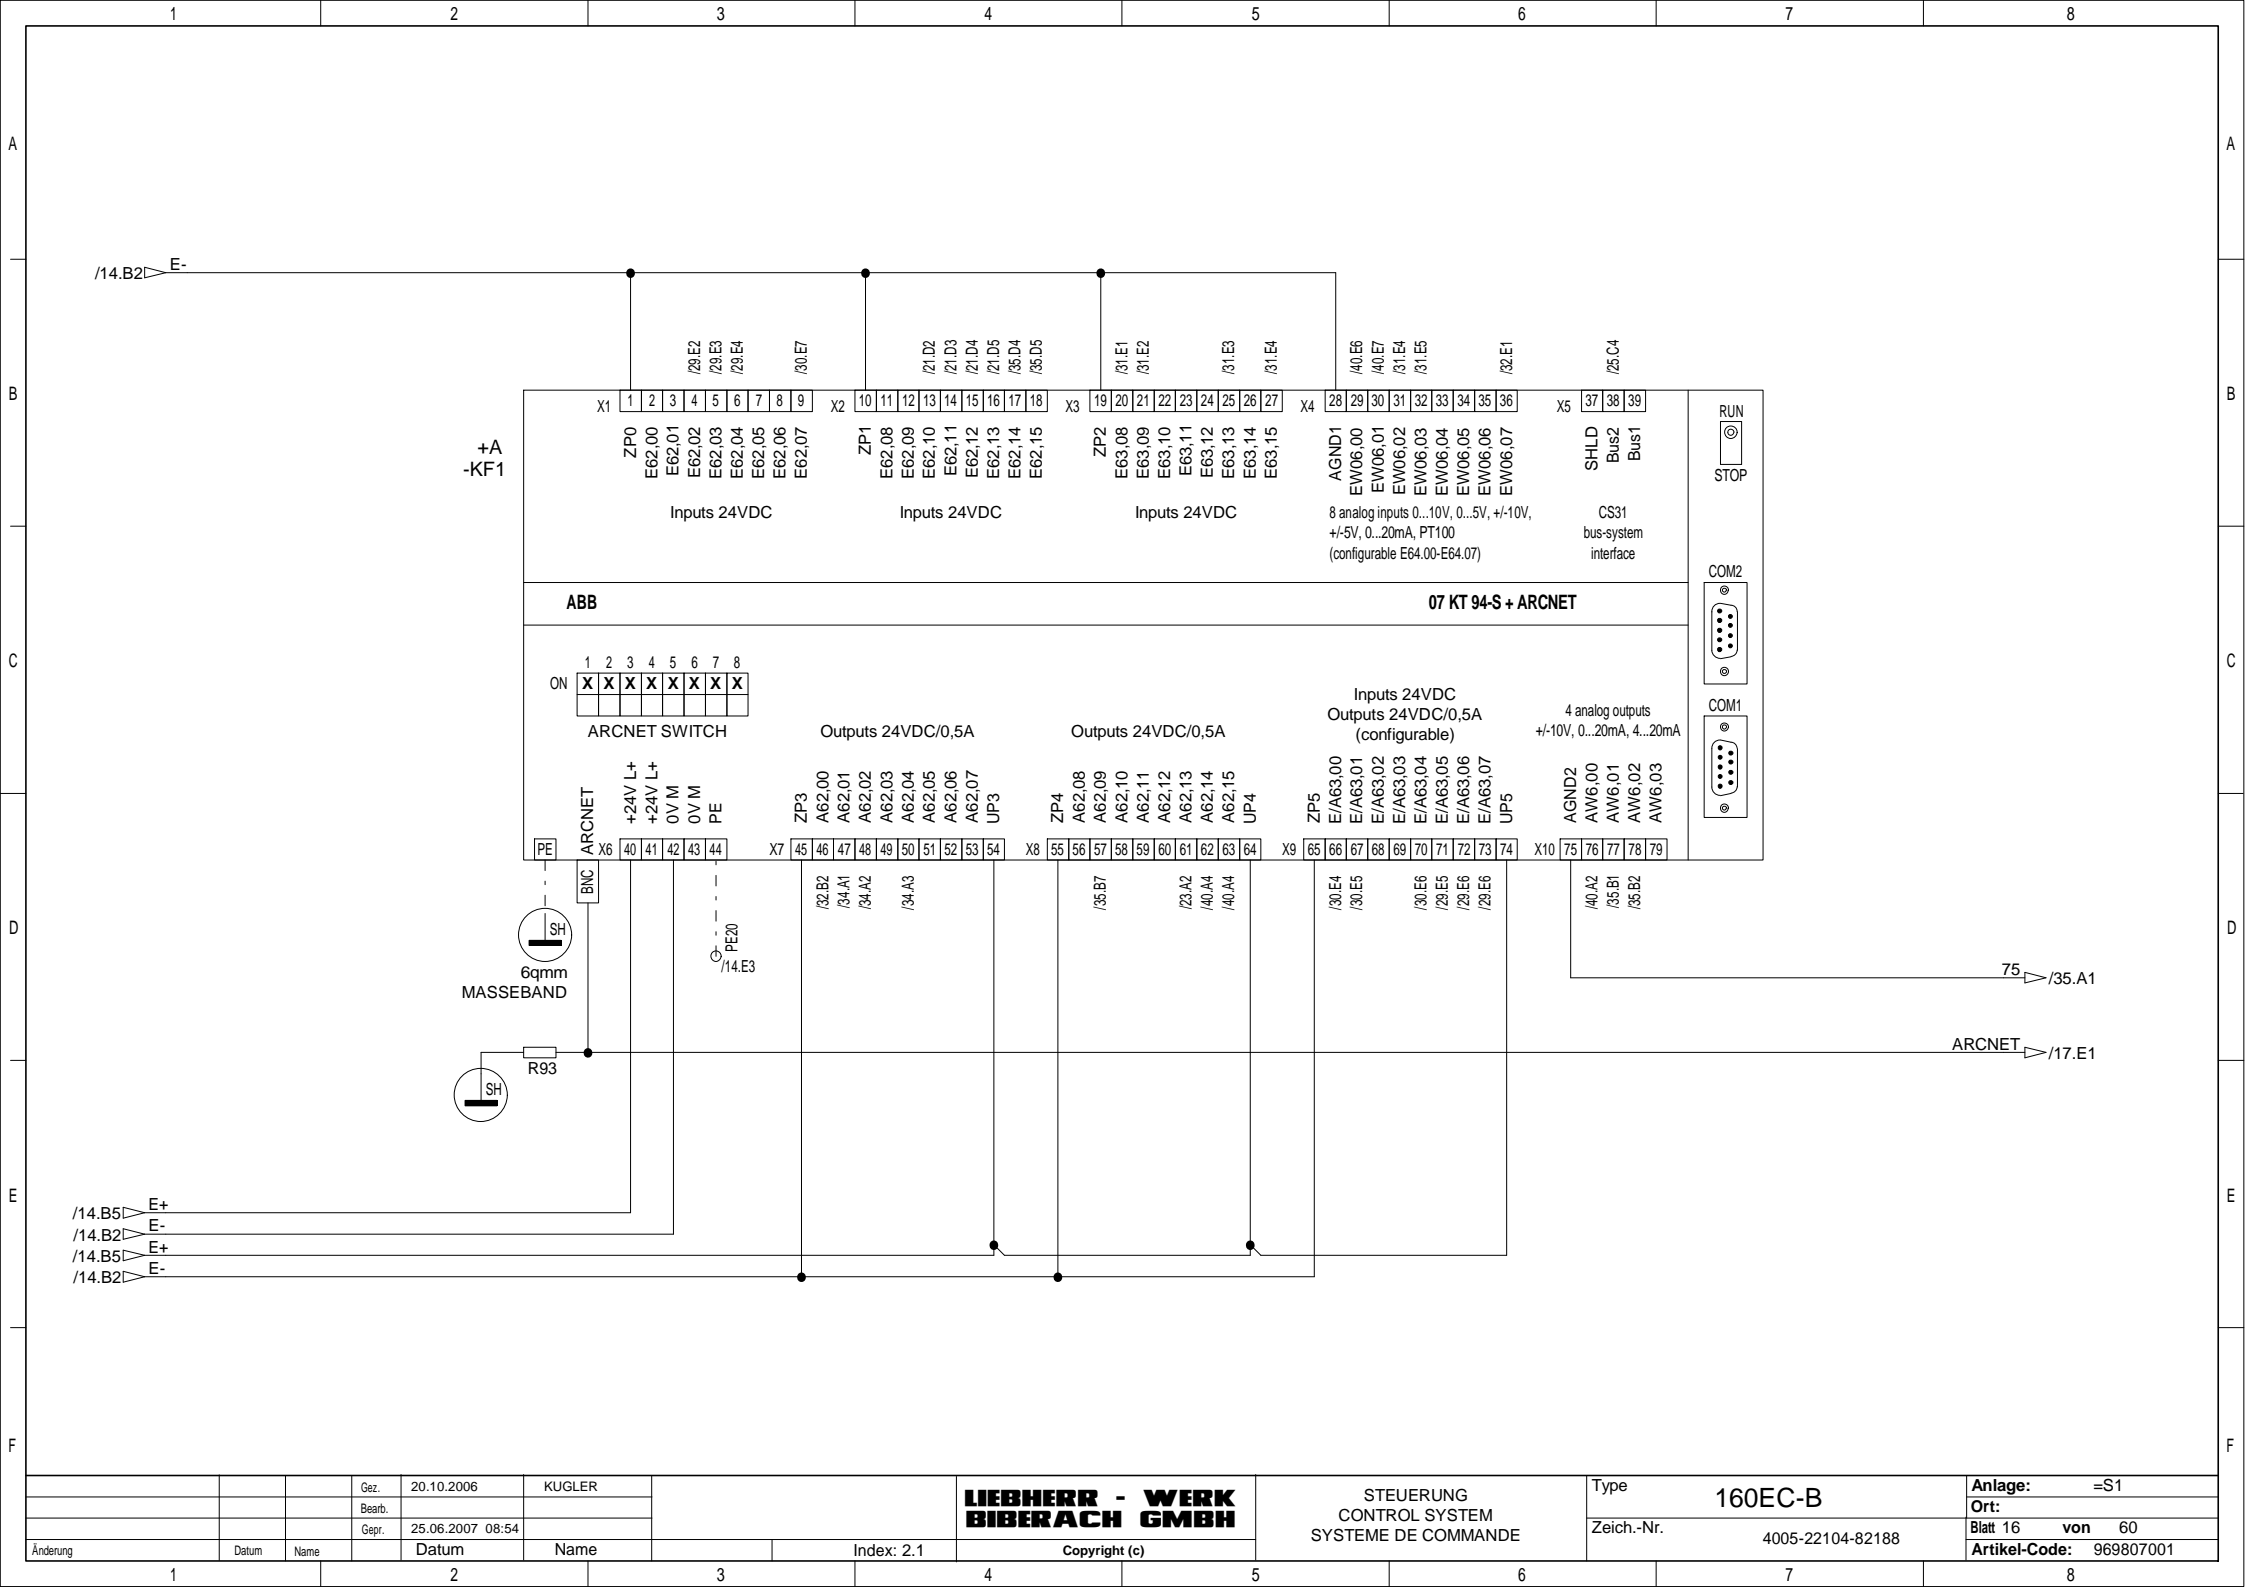 1 2 3 4 5 6 7 8
A A
/14.B2 E-
/29.E2 /29.E3 /29.E4 /30.E7 /21.D2 /21.D3 /21.D4 /21.D5 /35.D4 /35.D5 /31.E1 /31.E2 /31.E3 /31.E4 /40.E6 /40.E7 /31.E4 /31.E5 /32.E1 /25.C4
B B
X1 1 2 3 4 5 6 7 8 9 X2 10 11 12 13 14 15 16 17 18 X3 19 20 21 22 23 24 25 26 27 X4 28 29 30 31 32 33 34 35 36 X5 37 38 39
RUN
STOP
+A
-KF1
ZP0 E62,00 E62,01 E62,02 E62,03 E62,04 E62,05 E62,06 E62,07
ZP1 E62,08 E62,09 E62,10 E62,11 E62,12 E62,13 E62,14 E62,15
ZP2 E63,08 E63,09 E63,10 E63,11 E63,12 E63,13 E63,14 E63,15
AGND1 EW06,00 EW06,01 EW06,02 EW06,03 EW06,04 EW06,05 EW06,06 EW06,07
SHLD Bus2 Bus1
Inputs 24VDC
Inputs 24VDC
Inputs 24VDC
8 analog inputs 0...10V, 0...5V, +/-10V,
+/-5V, 0...20mA, PT100
(configurable E64.00-E64.07)
CS31
bus-system
interface
COM2
ABB
07 KT 94-S + ARCNET
C C
1 2 3 4 5 6 7 8
ON X X X X X X X X
ARCNET SWITCH
Outputs 24VDC/0,5A
Outputs 24VDC/0,5A
Inputs 24VDC
Outputs 24VDC/0,5A
(configurable)
4 analog outputs
+/-10V, 0...20mA, 4...20mA
COM1
ARCNET
+24V L+ +24V L+ 0V M 0V M PE
ZP3 A62,00 A62,01 A62,02 A62,03 A62,04 A62,05 A62,06 A62,07 UP3
ZP4 A62,08 A62,09 A62,10 A62,11 A62,12 A62,13 A62,14 A62,15 UP4
ZP5 E/A63,00 E/A63,01 E/A63,02 E/A63,03 E/A63,04 E/A63,05 E/A63,06 E/A63,07 UP5
AGND2 AW6,00 AW6,01 AW6,02 AW6,03
PE X6 40 41 42 43 44 X7 45 46 47 48 49 50 51 52 53 54 X8 55 56 57 58 59 60 61 62 63 64 X9 65 66 67 68 69 70 71 72 73 74 X10 75 76 77 78 79
BNC
/32.B2 /34.A1 /34.A2 /34.A3 /35.B7 /23.A2 /40.A4 /40.A4 /30.E4 /30.E5 /30.E6 /29.E5 /29.E6 /29.E6 /40.A2 /35.B1 /35.B2
D D
SH
6qmm
MASSEBAND
PE20
/14.E3
75 /35.A1
ARCNET /17.E1
R93
SH
E E
/14.B5 E+
/14.B2 E-
/14.B5 E+
/14.B2 E-
F F
Gez. 20.10.2006 KUGLER
Bearb.
Gepr. 25.06.2007 08:54
Änderung Datum Name Datum Name Index: 2.1
LIEBHERR - WERK
BIBERACH GMBH
Copyright (c)
STEUERUNG
CONTROL SYSTEM
SYSTEME DE COMMANDE
Type 160EC-B
Zeich.-Nr. 4005-22104-82188
Anlage: =S1
Ort:
Blatt 16 von 60
Artikel-Code: 969807001
1 2 3 4 5 6 7 8